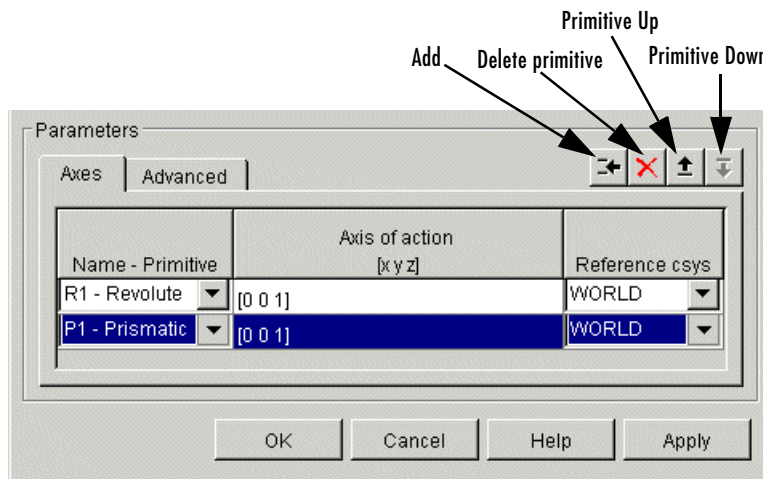 Primitive Up
Add Delete primitive Primitive Down
Parameters
Axes Advanced
Name - Primitive Axis of action [x y z] Reference csys
R1 - Revolute [0 0 1] WORLD
P1 - Prismatic [0 0 1] WORLD
OK Cancel Help Apply